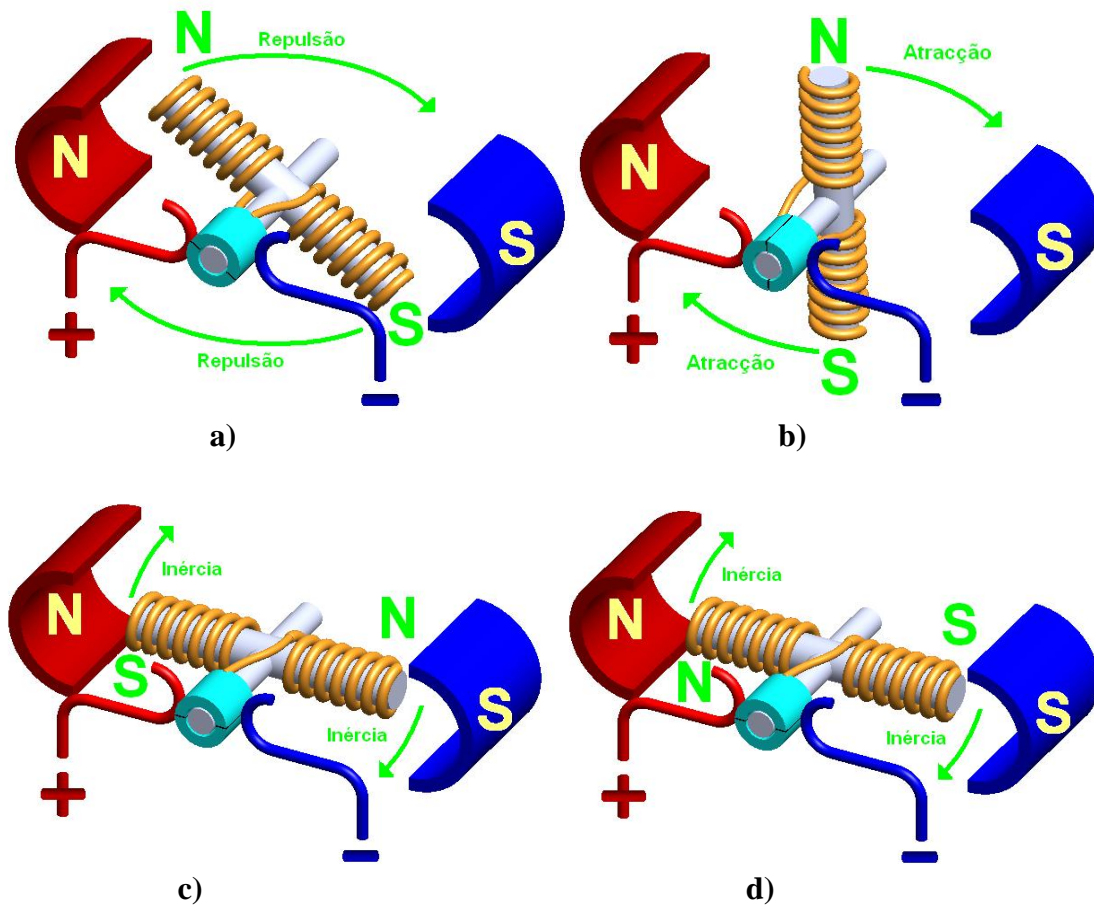 N
Repulsão
N
S
S
Repulsão
+
−
a)
N
Atracção
N
S
Atracção
S
+
−
b)
Inércia
N
N
S
S
Inércia
+
−
c)
Inércia
N
S
N
S
Inércia
+
−
d)